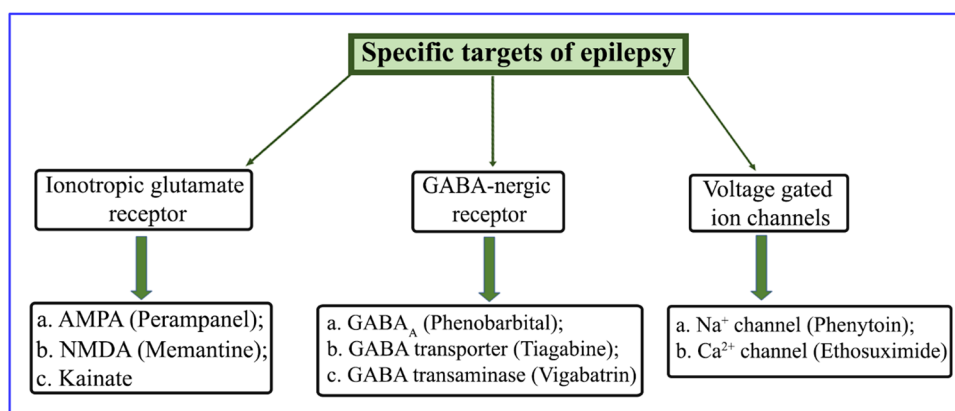 Specific targets of epilepsy
Ionotropic glutamate
receptor
GABA-nergic
receptor
Voltage gated
ion channels
a. AMPA (Perampanel);
b. NMDA (Memantine);
c. Kainate
a. GABA_A (Phenobarbital);
b. GABA transporter (Tiagabine);
c. GABA transaminase (Vigabatrin)
a. Na⁺ channel (Phenytoin);
b. Ca²⁺ channel (Ethosuximide)